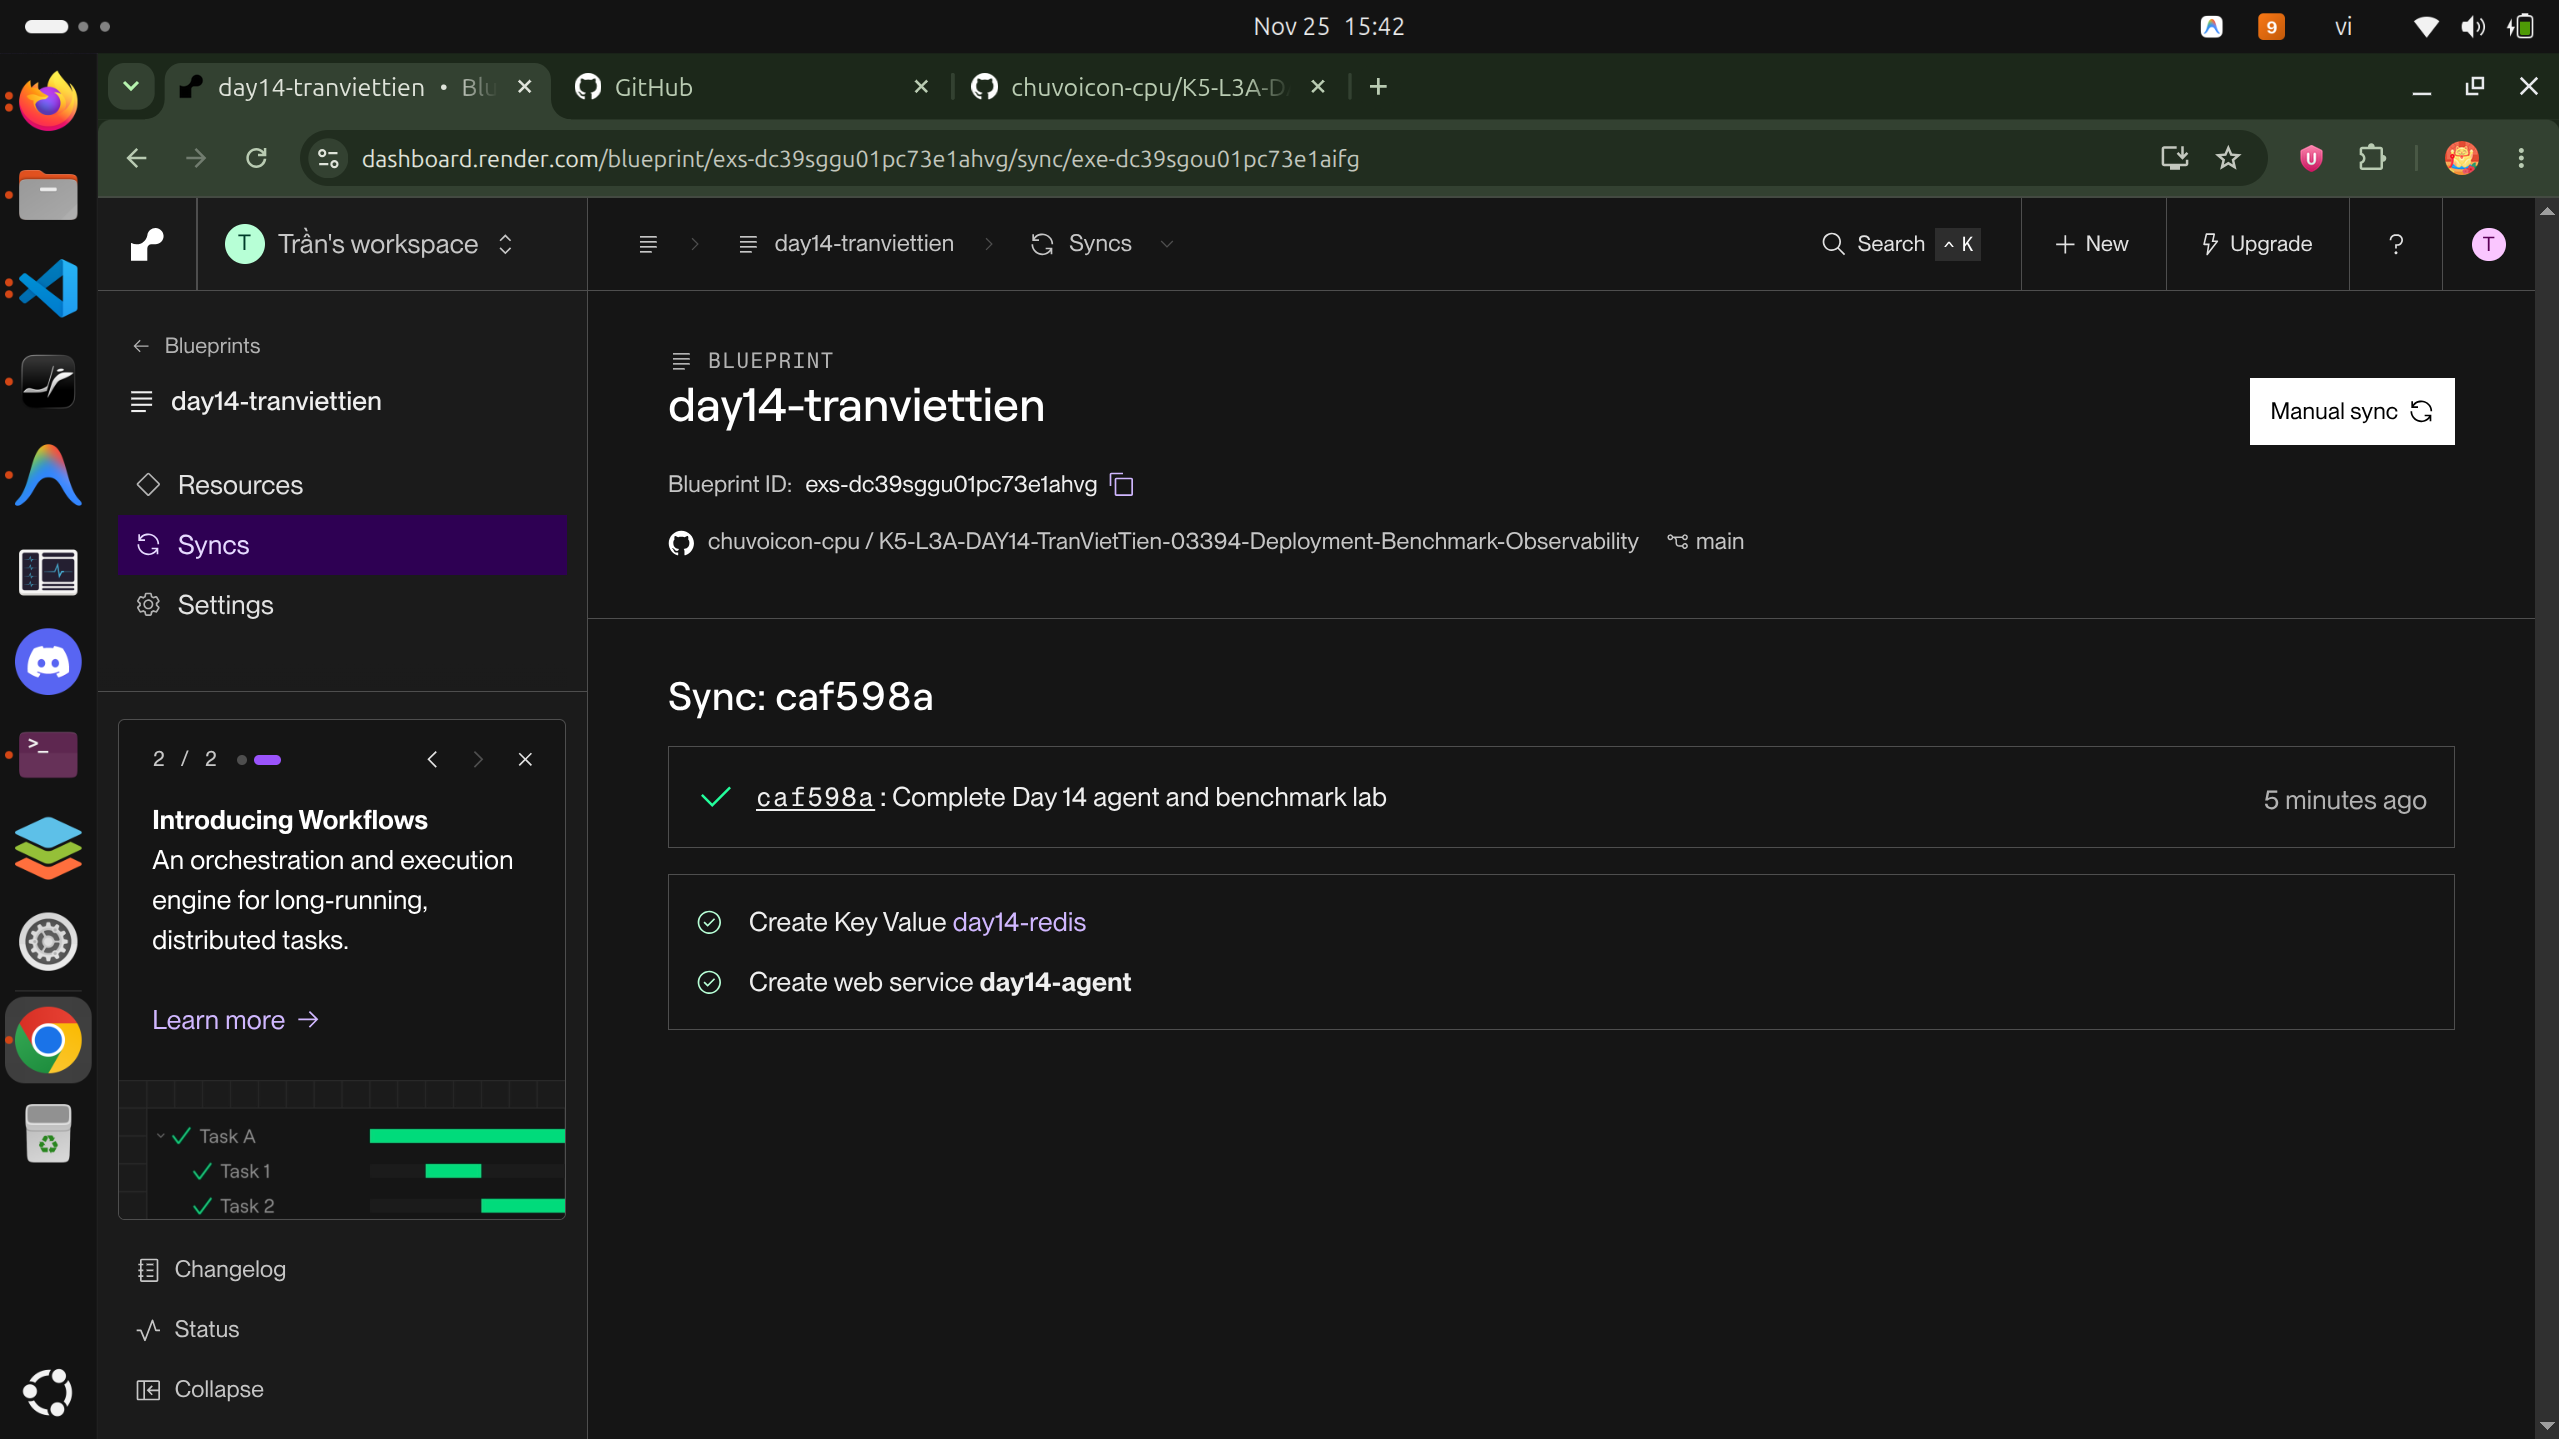 Nov 25 15:42
9
vi
day14-tranviettien • Blu
GitHub
chuvoicon-cpu/K5-L3A-D
dashboard.render.com/blueprint/exs-dc39sggu01pc73e1ahvg/sync/exe-dc39sgou01pc73e1aifg
T Trần's workspace
day14-tranviettien
Syncs
Search ^ K
+ New
Upgrade
?
T
Blueprints
day14-tranviettien
Resources
Syncs
Settings
BLUEPRINT
day14-tranviettien
Manual sync
Blueprint ID: exs-dc39sggu01pc73e1ahvg
chuvoicon-cpu / K5-L3A-DAY14-TranVietTien-03394-Deployment-Benchmark-Observability main
Sync: caf598a
caf598a: Complete Day 14 agent and benchmark lab
5 minutes ago
Create Key Value day14-redis
Create web service day14-agent
2 / 2
Introducing Workflows
An orchestration and execution
engine for long-running,
distributed tasks.
Learn more →
Task A
Task 1
Task 2
Changelog
Status
Collapse